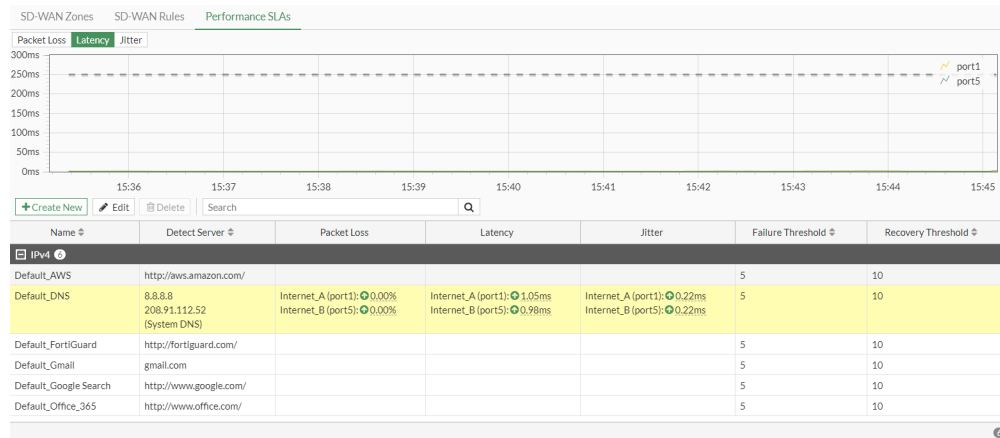 SD-WAN Zones SD-WAN Rules Performance SLAs
Packet Loss Latency Jitter
300ms
250ms
200ms
150ms
100ms
50ms
0ms
port1
port5
15:36 15:37 15:38 15:39 15:40 15:41 15:42 15:43 15:44 15:45
Create New Edit Delete Search
Name Detect Server Packet Loss Latency Jitter Failure Threshold Recovery Threshold
IPv4 6
Default_AWS http://aws.amazon.com/ 5 10
Default_DNS 8.8.8.8 Internet_A (port1): 0.00% Internet_A (port1): 1.05ms Internet_A (port1): 0.22ms 5 10
208.91.112.52 Internet_B (port5): 0.00% Internet_B (port5): 0.98ms Internet_B (port5): 0.22ms
(System DNS)
Default_FortiGuard http://fortiguard.com/ 5 10
Default_Gmail gmail.com 5 10
Default_Google Search http://www.google.com/ 5 10
Default_Office_365 http://www.office.com/ 5 10